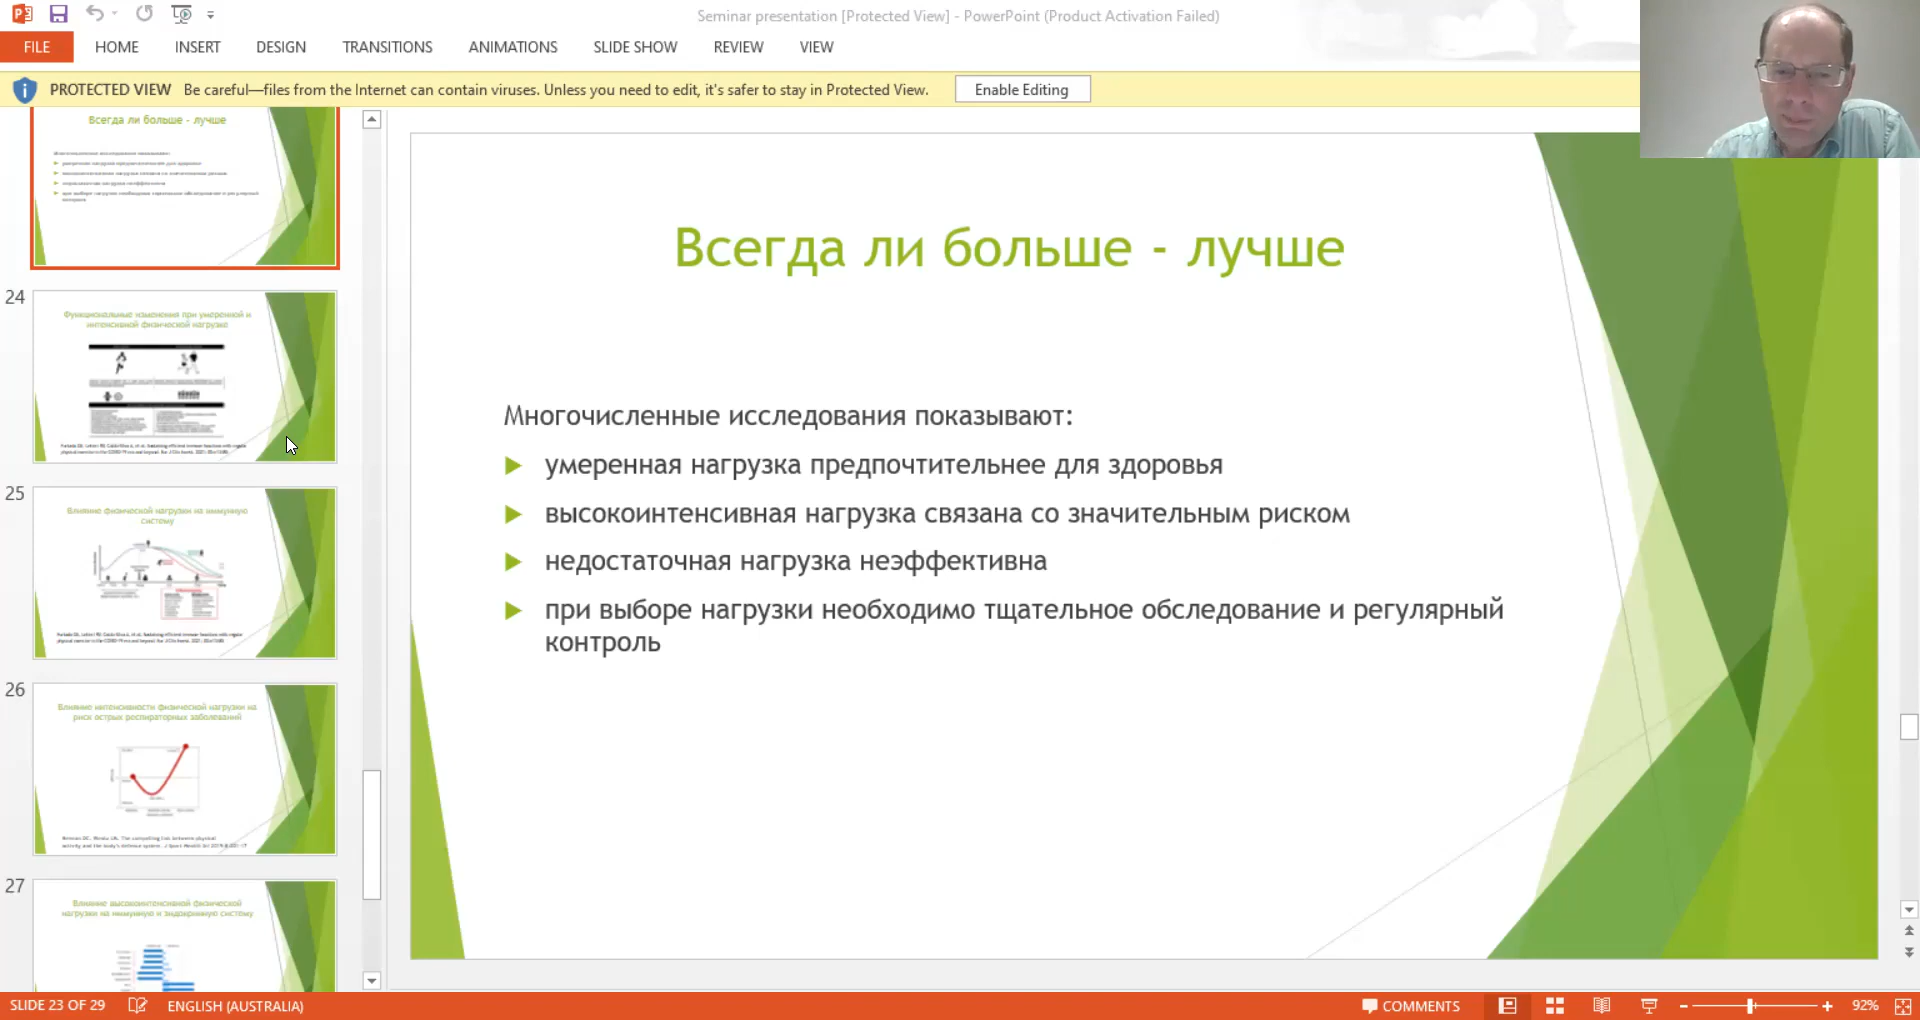 Seminar presentation [Protected View] - PowerPoint (Product Activation Failed)
FILE HOME INSERT DESIGN TRANSITIONS ANIMATIONS SLIDE SHOW REVIEW VIEW
PROTECTED VIEW Be careful—files from the Internet can contain viruses. Unless you need to edit, it's safer to stay in Protected View. Enable Editing
Всегда ли больше - лучше
24
Функциональные изменения при умеренной и
интенсивной физической нагрузке
25
Влияние физической нагрузки на иммунную
систему
26
Влияние интенсивности физической нагрузки на
риск острых респираторных заболеваний
27
Влияние высокоинтенсивной физической
нагрузки на иммунную и эндокринную систему
Всегда ли больше - лучше
Многочисленные исследования показывают:
умеренная нагрузка предпочтительнее для здоровья
высокоинтенсивная нагрузка связана со значительным риском
недостаточная нагрузка неэффективна
при выборе нагрузки необходимо тщательное обследование и регулярный
контроль
SLIDE 23 OF 29 ENGLISH (AUSTRALIA) COMMENTS 92%